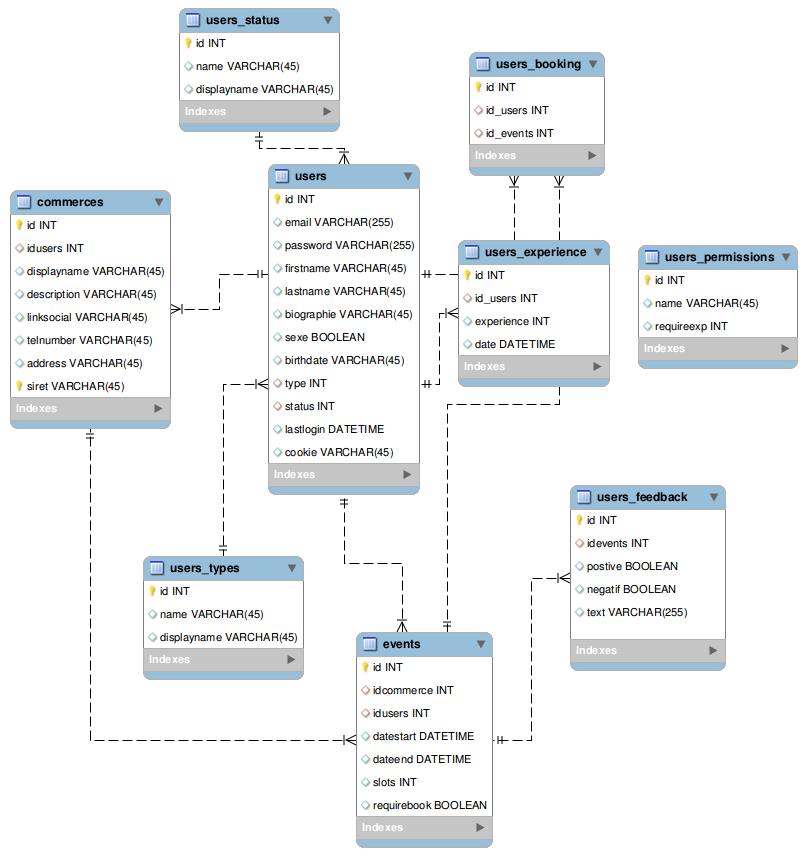 users_status
id INT
name VARCHAR(45)
displayname VARCHAR(45)
Indexes
users_booking
id INT
id_users INT
id_events INT
Indexes
users
id INT
email VARCHAR(255)
password VARCHAR(255)
firstname VARCHAR(45)
lastname VARCHAR(45)
biographie VARCHAR(45)
sexe BOOLEAN
birthdate VARCHAR(45)
type INT
status INT
lastlogin DATETIME
cookie VARCHAR(45)
Indexes
commerces
id INT
idusers INT
displayname VARCHAR(45)
description VARCHAR(45)
linksocial VARCHAR(45)
telnumber VARCHAR(45)
address VARCHAR(45)
siret VARCHAR(45)
Indexes
users_experience
id INT
id_users INT
experience INT
date DATETIME
Indexes
users_permissions
id INT
name VARCHAR(45)
requireexp INT
Indexes
users_feedback
id INT
idevents INT
postive BOOLEAN
negatif BOOLEAN
text VARCHAR(255)
Indexes
users_types
id INT
name VARCHAR(45)
displayname VARCHAR(45)
Indexes
events
id INT
idcommerce INT
idusers INT
datestart DATETIME
dateend DATETIME
slots INT
requirebook BOOLEAN
Indexes